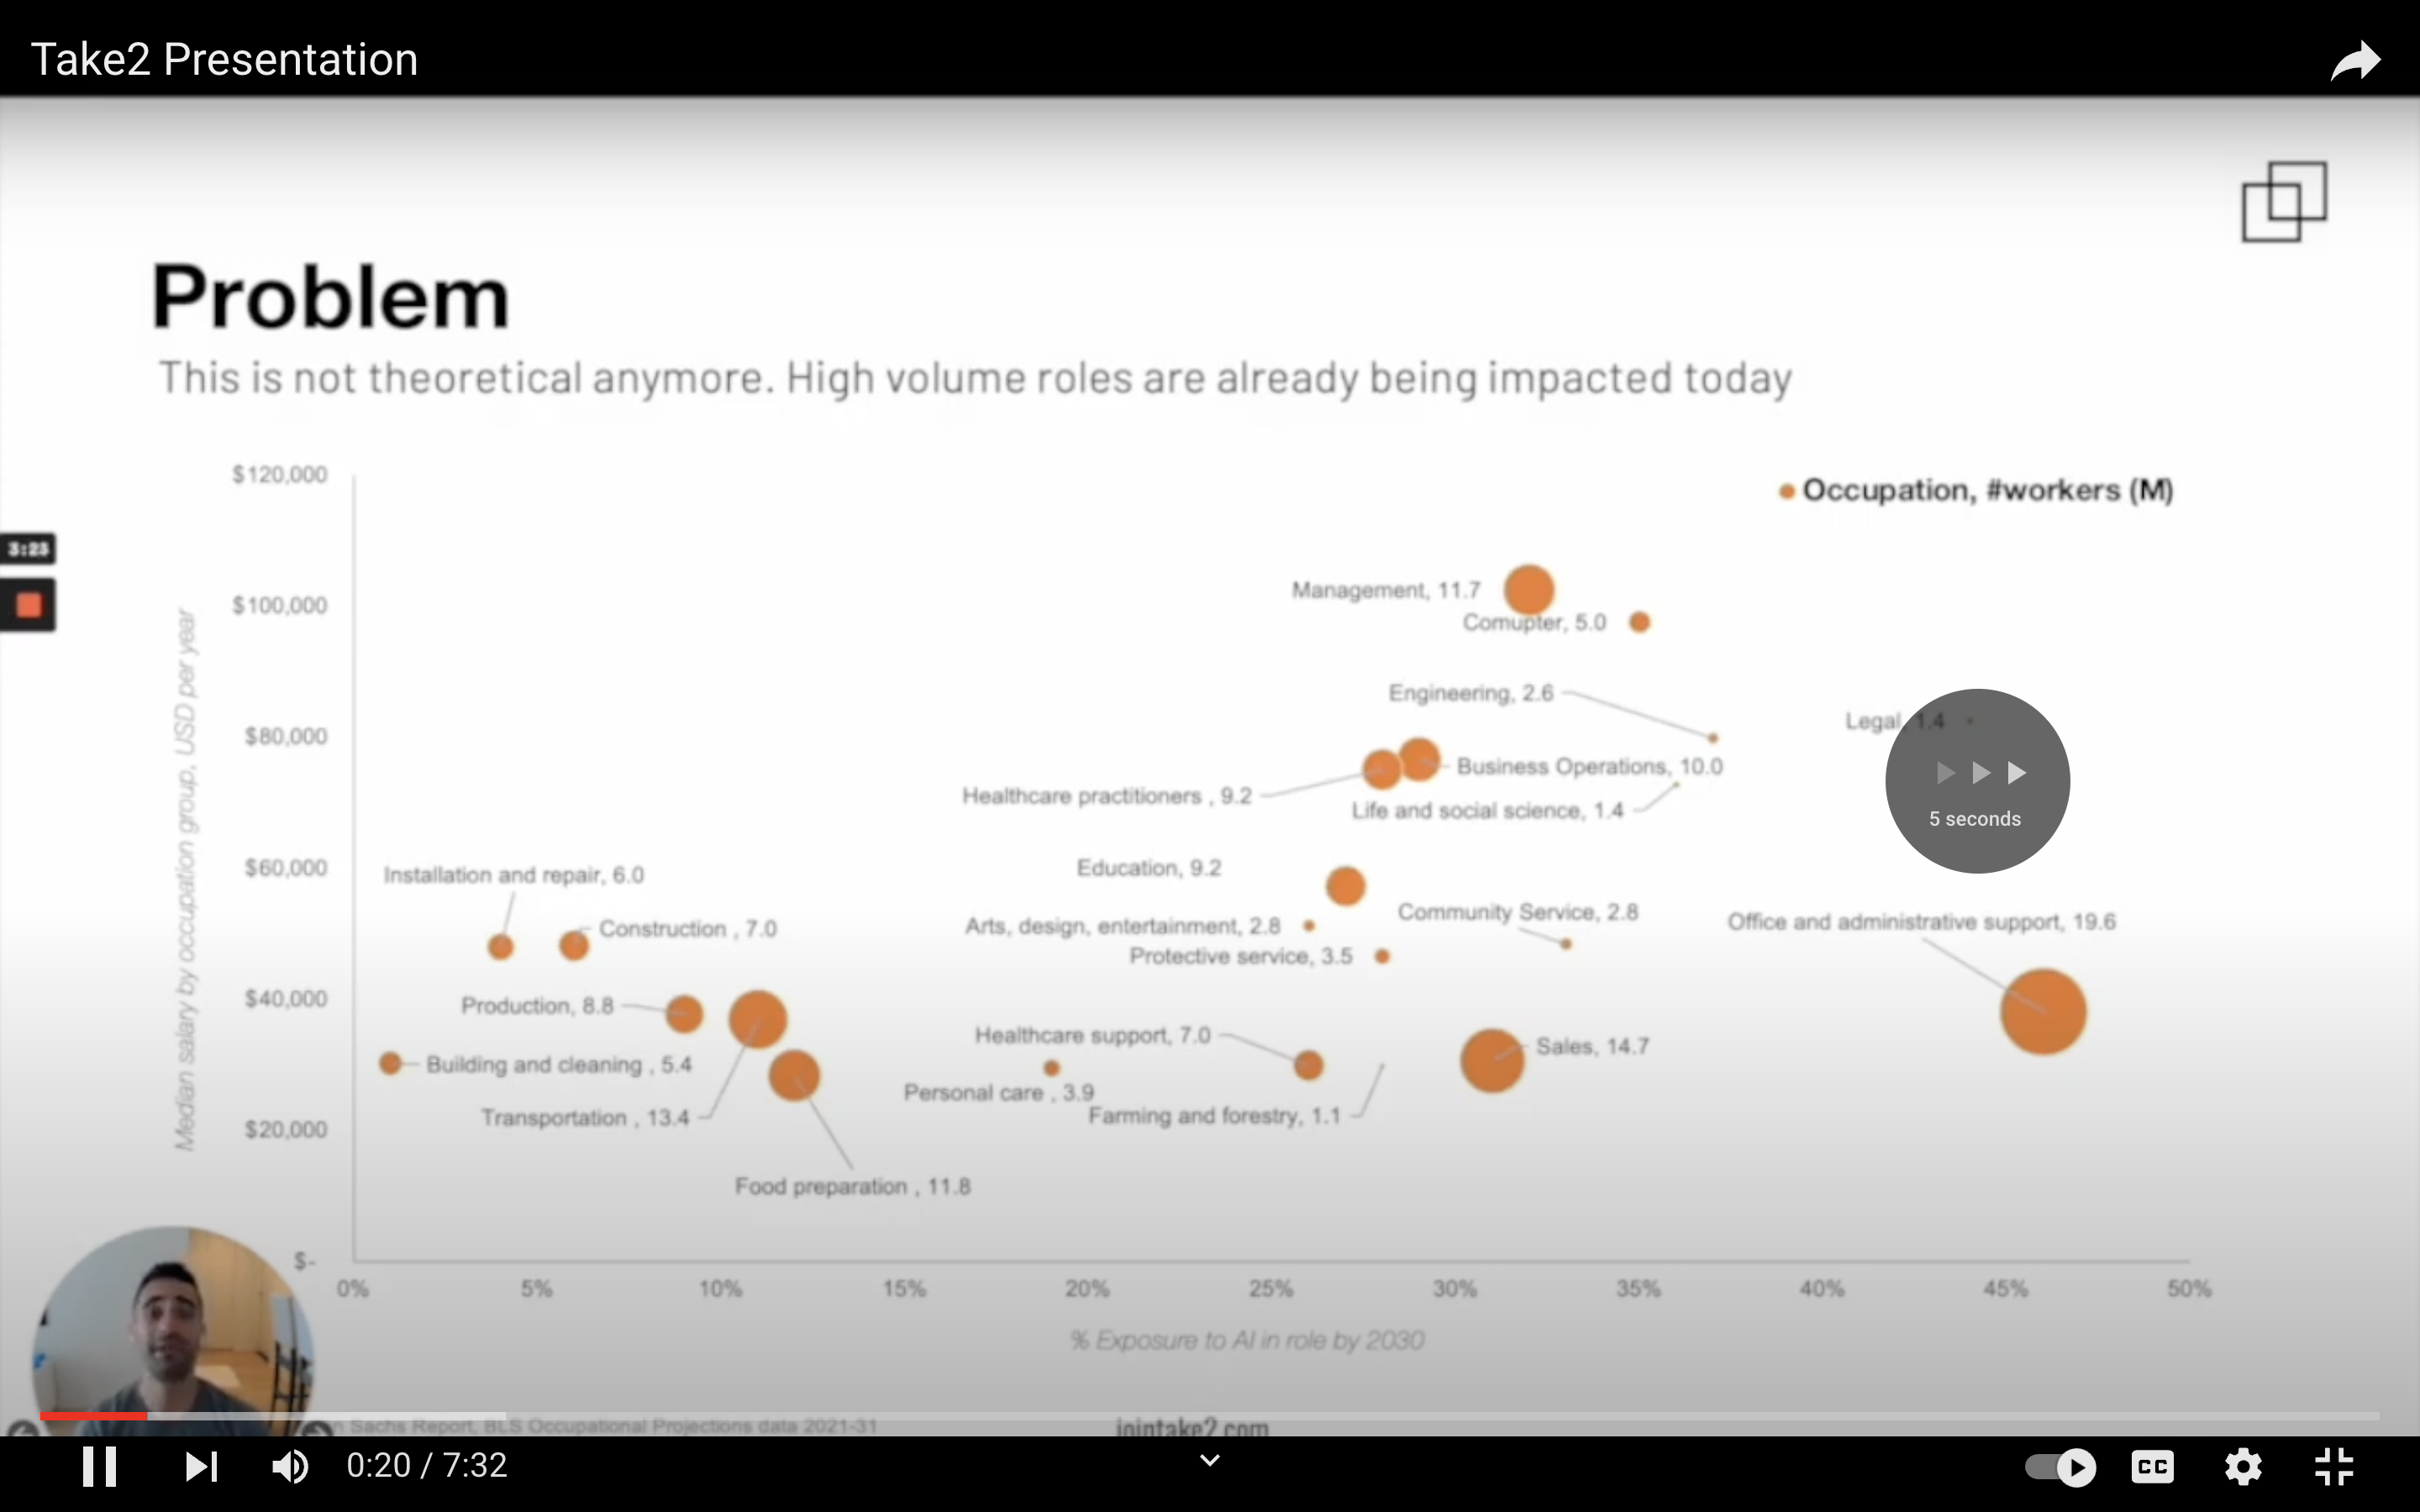 Take2 Presentation
Problem
This is not theoretical anymore. High volume roles are already being impacted today
$120,000
Occupation, #workers (M)
3:23
Management, 11.7
$100,000
Comupter, 5.0
Engineering, 2.6
Legal, 1.4
$80,000
Business Operations, 10.0
Healthcare practitioners , 9.2
Life and social science, 1.4
5 seconds
Median salary by occupation group, USD per year
$60,000
Education, 9.2
Installation and repair, 6.0
Community Service, 2.8
Office and administrative support, 19.6
Construction , 7.0
Arts, design, entertainment, 2.8
Protective service, 3.5
$40,000
Production, 8.8
Healthcare support, 7.0
Sales, 14.7
Building and cleaning , 5.4
Personal care , 3.9
Transportation , 13.4
Farming and forestry, 1.1
$20,000
Food preparation , 11.8
$-
0%
5%
10%
15%
20%
25%
30%
35%
40%
45%
50%
% Exposure to AI in role by 2030
Sachs Report, BLS Occupational Projections data 2021-31
jointake2.com
0:20 / 7:32
CC